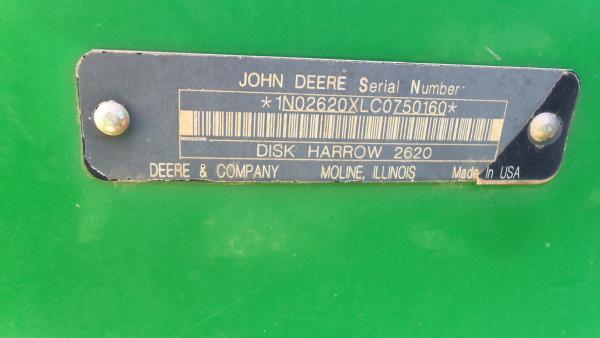 JOHN DEERE Serial Number
*1N02620XLC0750160*
DISK HARROW 2620
DEERE & COMPANY MOLINE, ILLINOIS Made In USA